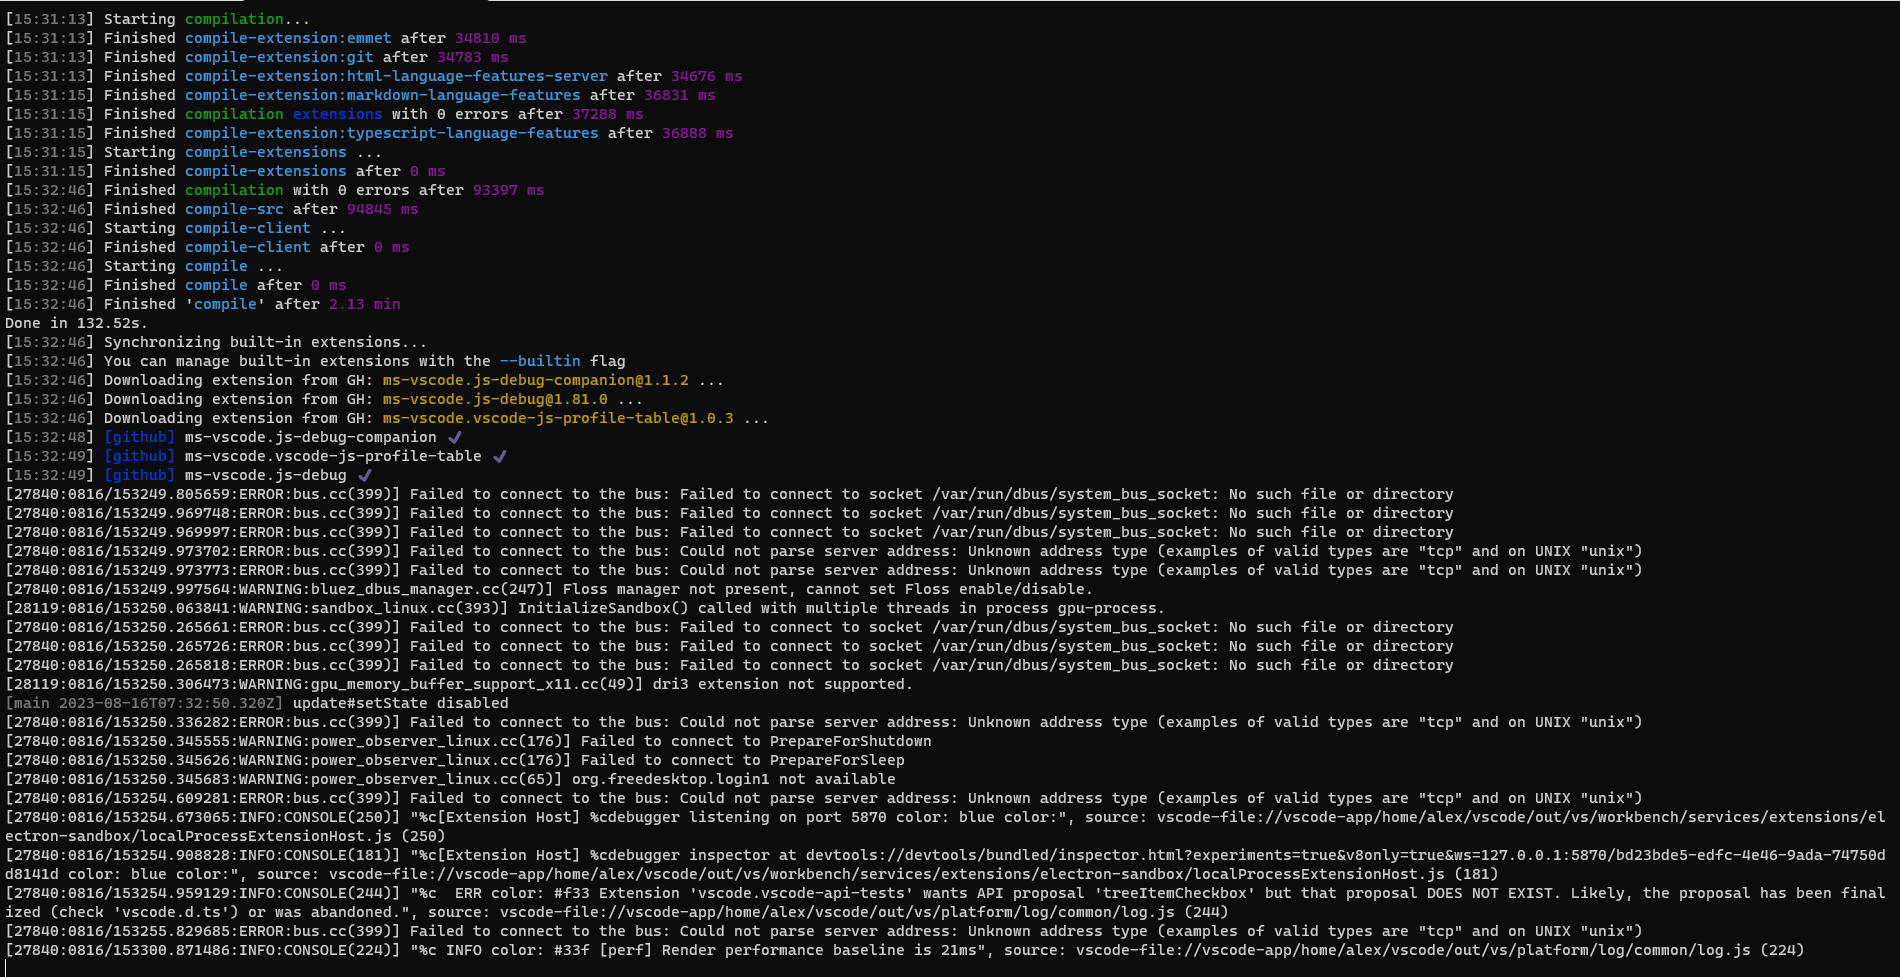 [15:31:13] Starting compilation...
[15:31:13] Finished compile-extension:emmet after 34810 ms
[15:31:13] Finished compile-extension:git after 34783 ms
[15:31:13] Finished compile-extension:html-language-features-server after 34676 ms
[15:31:15] Finished compile-extension:markdown-language-features after 36831 ms
[15:31:15] Finished compilation extensions with 0 errors after 37288 ms
[15:31:15] Finished compile-extension:typescript-language-features after 36888 ms
[15:31:15] Starting compile-extensions ...
[15:31:15] Finished compile-extensions after 0 ms
[15:32:46] Finished compilation with 0 errors after 93397 ms
[15:32:46] Finished compile-src after 94845 ms
[15:32:46] Starting compile-client ...
[15:32:46] Finished compile-client after 0 ms
[15:32:46] Starting compile ...
[15:32:46] Finished compile after 0 ms
[15:32:46] Finished 'compile' after 2.13 min
Done in 132.52s.
[15:32:46] Synchronizing built-in extensions...
[15:32:46] You can manage built-in extensions with the --builtin flag
[15:32:46] Downloading extension from GH: ms-vscode.js-debug-companion@1.1.2 ...
[15:32:46] Downloading extension from GH: ms-vscode.js-debug@1.81.0 ...
[15:32:46] Downloading extension from GH: ms-vscode.vscode-js-profile-table@1.0.3 ...
[15:32:48] [github] ms-vscode.js-debug-companion ✔
[15:32:49] [github] ms-vscode.vscode-js-profile-table ✔
[15:32:49] [github] ms-vscode.js-debug ✔
[27840:0816/153249.805659:ERROR:bus.cc(399)] Failed to connect to the bus: Failed to connect to socket /var/run/dbus/system_bus_socket: No such file or directory
[27840:0816/153249.969748:ERROR:bus.cc(399)] Failed to connect to the bus: Failed to connect to socket /var/run/dbus/system_bus_socket: No such file or directory
[27840:0816/153249.969997:ERROR:bus.cc(399)] Failed to connect to the bus: Failed to connect to socket /var/run/dbus/system_bus_socket: No such file or directory
[27840:0816/153249.973702:ERROR:bus.cc(399)] Failed to connect to the bus: Could not parse server address: Unknown address type (examples of valid types are "tcp" and on UNIX "unix")
[27840:0816/153249.973773:ERROR:bus.cc(399)] Failed to connect to the bus: Could not parse server address: Unknown address type (examples of valid types are "tcp" and on UNIX "unix")
[27840:0816/153249.997564:WARNING:bluez_dbus_manager.cc(247)] Floss manager not present, cannot set Floss enable/disable.
[28119:0816/153250.063841:WARNING:sandbox_linux.cc(393)] InitializeSandbox() called with multiple threads in process gpu-process.
[27840:0816/153250.265661:ERROR:bus.cc(399)] Failed to connect to the bus: Failed to connect to socket /var/run/dbus/system_bus_socket: No such file or directory
[27840:0816/153250.265726:ERROR:bus.cc(399)] Failed to connect to the bus: Failed to connect to socket /var/run/dbus/system_bus_socket: No such file or directory
[27840:0816/153250.265818:ERROR:bus.cc(399)] Failed to connect to the bus: Failed to connect to socket /var/run/dbus/system_bus_socket: No such file or directory
[28119:0816/153250.306473:WARNING:gpu_memory_buffer_support_x11.cc(49)] dri3 extension not supported.
[main 2023-08-16T07:32:50.320Z] update#setState disabled
[27840:0816/153250.336282:ERROR:bus.cc(399)] Failed to connect to the bus: Could not parse server address: Unknown address type (examples of valid types are "tcp" and on UNIX "unix")
[27840:0816/153250.345555:WARNING:power_observer_linux.cc(176)] Failed to connect to PrepareForShutdown
[27840:0816/153250.345626:WARNING:power_observer_linux.cc(176)] Failed to connect to PrepareForSleep
[27840:0816/153250.345683:WARNING:power_observer_linux.cc(65)] org.freedesktop.login1 not available
[27840:0816/153254.609281:ERROR:bus.cc(399)] Failed to connect to the bus: Could not parse server address: Unknown address type (examples of valid types are "tcp" and on UNIX "unix")
[27840:0816/153254.673065:INFO:CONSOLE(250)] "%c[Extension Host] %cdebugger listening on port 5870 color: blue color:", source: vscode-file://vscode-app/home/alex/vscode/out/vs/workbench/services/extensions/el
ectron-sandbox/localProcessExtensionHost.js (250)
[27840:0816/153254.908828:INFO:CONSOLE(181)] "%c[Extension Host] %cdebugger inspector at devtools://devtools/bundled/inspector.html?experiments=true&v8only=true&ws=127.0.0.1:5870/bd23bde5-edfc-4e46-9ada-74750d
d8141d color: blue color:", source: vscode-file://vscode-app/home/alex/vscode/out/vs/workbench/services/extensions/electron-sandbox/localProcessExtensionHost.js (181)
[27840:0816/153254.959129:INFO:CONSOLE(244)] "%c  ERR color: #f33 Extension 'vscode.vscode-api-tests' wants API proposal 'treeItemCheckbox' but that proposal DOES NOT EXIST. Likely, the proposal has been final
ized (check 'vscode.d.ts') or was abandoned.", source: vscode-file://vscode-app/home/alex/vscode/out/vs/platform/log/common/log.js (244)
[27840:0816/153255.829685:ERROR:bus.cc(399)] Failed to connect to the bus: Could not parse server address: Unknown address type (examples of valid types are "tcp" and on UNIX "unix")
[27840:0816/153300.871486:INFO:CONSOLE(224)] "%c INFO color: #33f [perf] Render performance baseline is 21ms", source: vscode-file://vscode-app/home/alex/vscode/out/vs/platform/log/common/log.js (224)